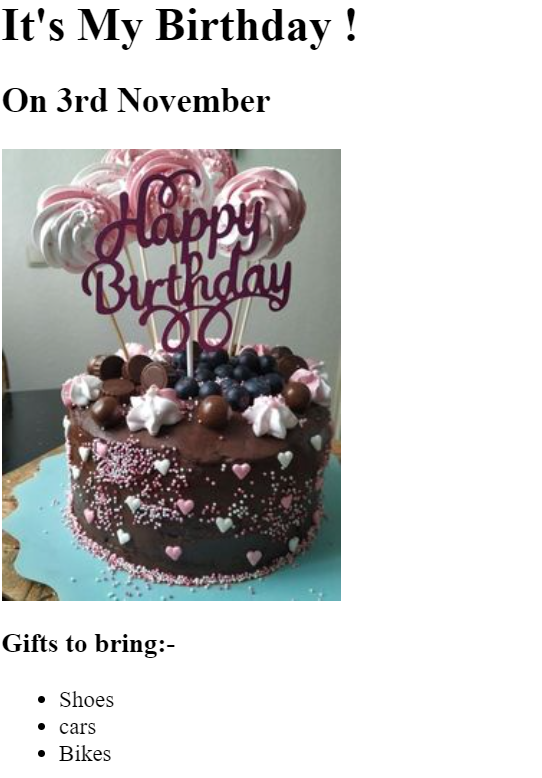 It's My Birthday !
On 3rd November
Happy
Birthday
Gifts to bring:-
Shoes
cars
Bikes